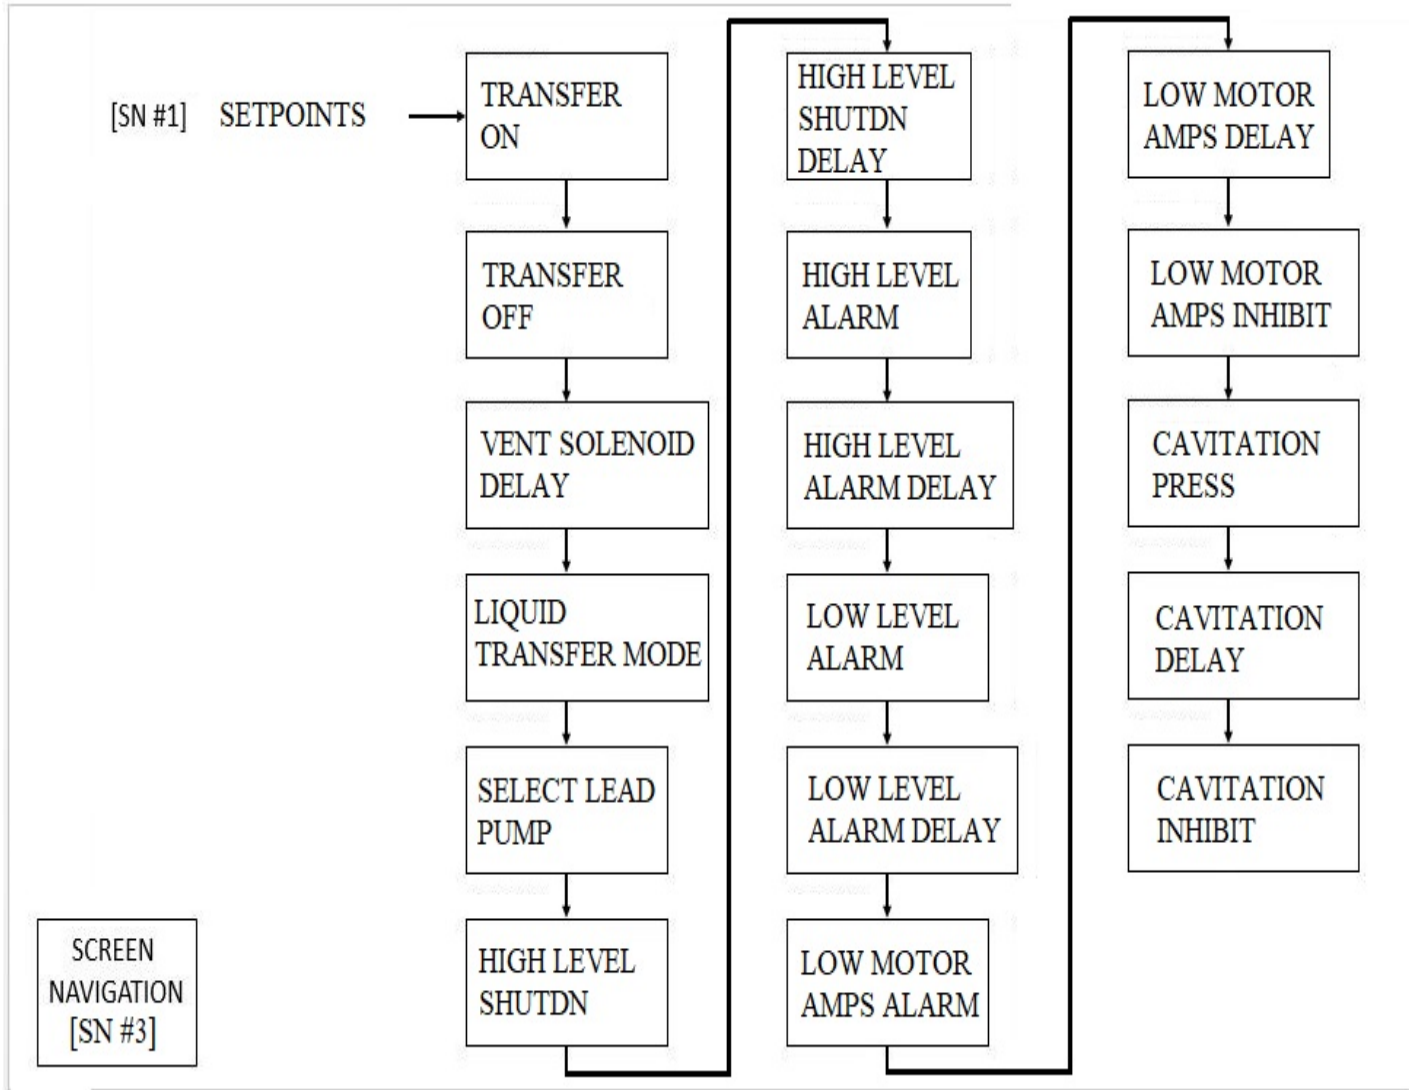 [SN #1] SETPOINTS
TRANSFER
ON
TRANSFER
OFF
VENT SOLENOID
DELAY
LIQUID
TRANSFER MODE
SELECT LEAD
PUMP
HIGH LEVEL
SHUTDN
HIGH LEVEL
SHUTDN
DELAY
HIGH LEVEL
ALARM
HIGH LEVEL
ALARM DELAY
LOW LEVEL
ALARM
LOW LEVEL
ALARM DELAY
LOW MOTOR
AMPS ALARM
LOW MOTOR
AMPS DELAY
LOW MOTOR
AMPS INHIBIT
CAVITATION
PRESS
CAVITATION
DELAY
CAVITATION
INHIBIT
SCREEN
NAVIGATION
[SN #3]